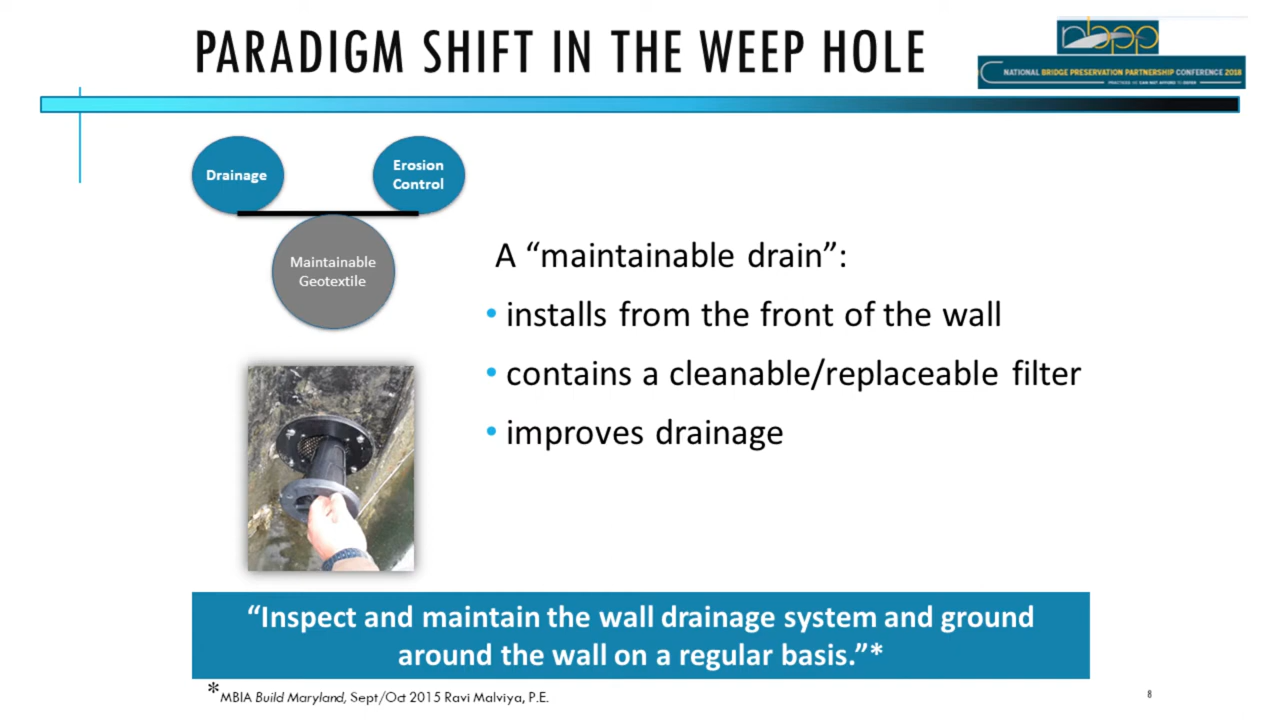 PARADIGM SHIFT IN THE WEEP HOLE
nbpp
NATIONAL BRIDGE PRESERVATION PARTNERSHIP CONFERENCE 2018
Drainage
Erosion
Control
Maintainable
Geotextile
A “maintainable drain”:
• installs from the front of the wall
• contains a cleanable/replaceable filter
• improves drainage
“Inspect and maintain the wall drainage system and ground
around the wall on a regular basis.”*
* MBIA Build Maryland, Sept/Oct 2015 Ravi Malviya, P.E.
8